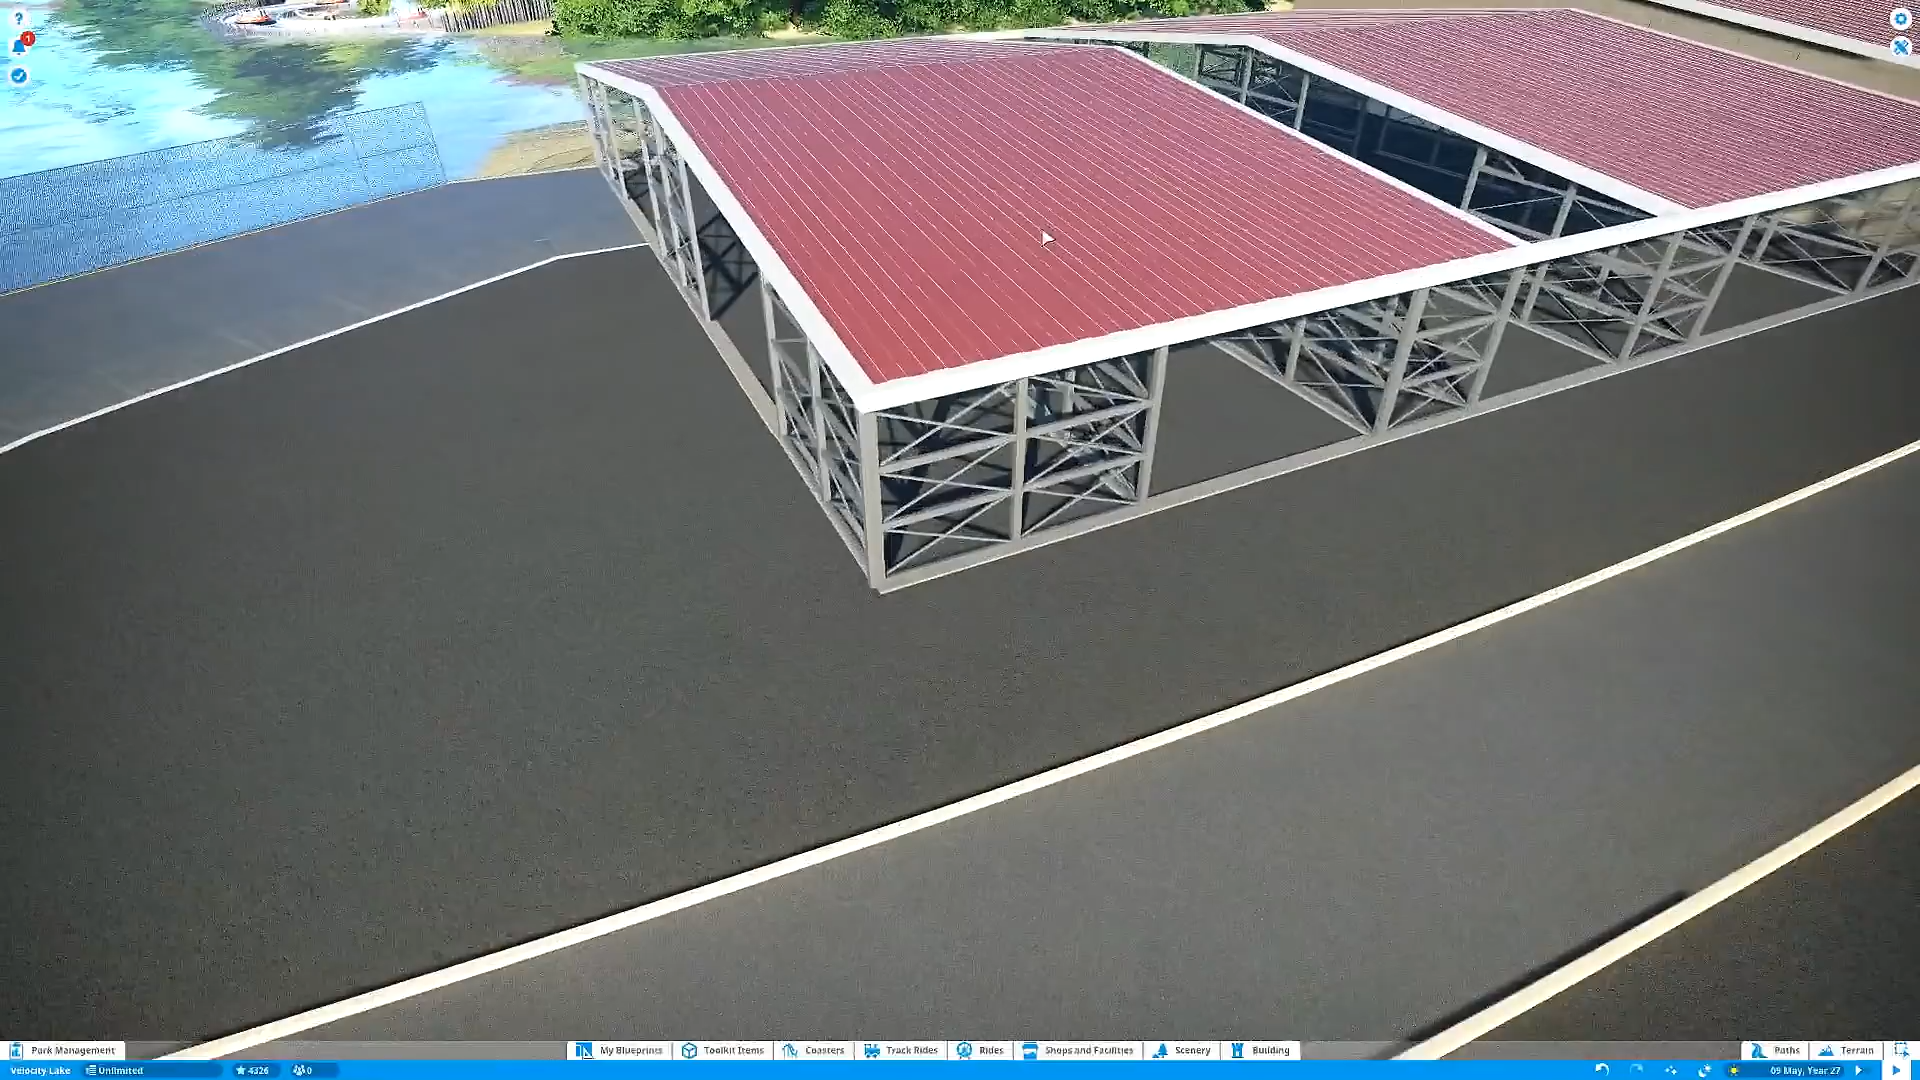 ?
1
Park Management
My Blueprints
Toolkit Items
Coasters
Track Rides
Rides
Shops and Facilities
Scenery
Building
Paths
Terrain
Velocity Lake
Unlimited
4326
0
09 May, Year 27